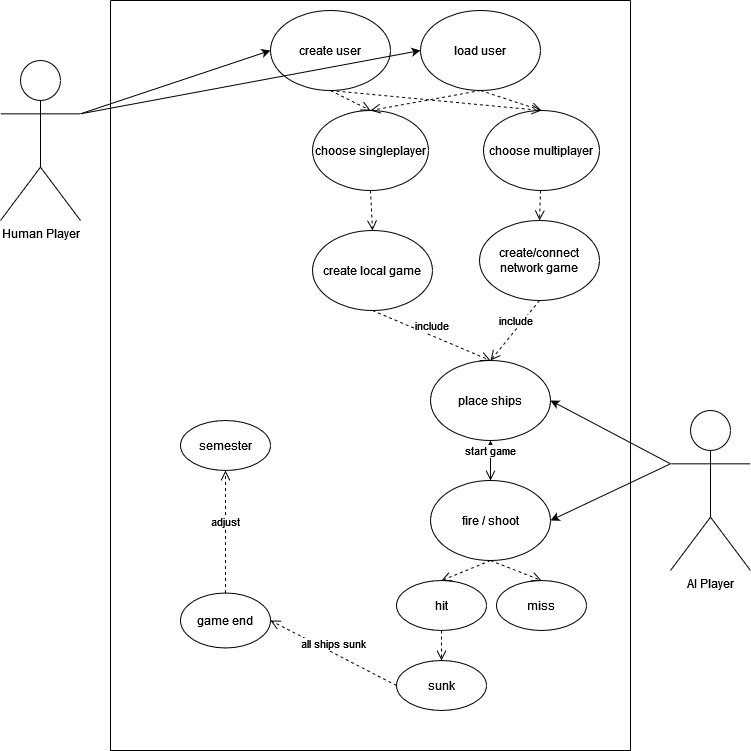 create user
load user
choose singleplayer
choose multiplayer
Human Player
create local game
create/connect
network game
include
include
place ships
semester
start game
adjust
fire / shoot
AI Player
hit
miss
game end
all ships sunk
sunk